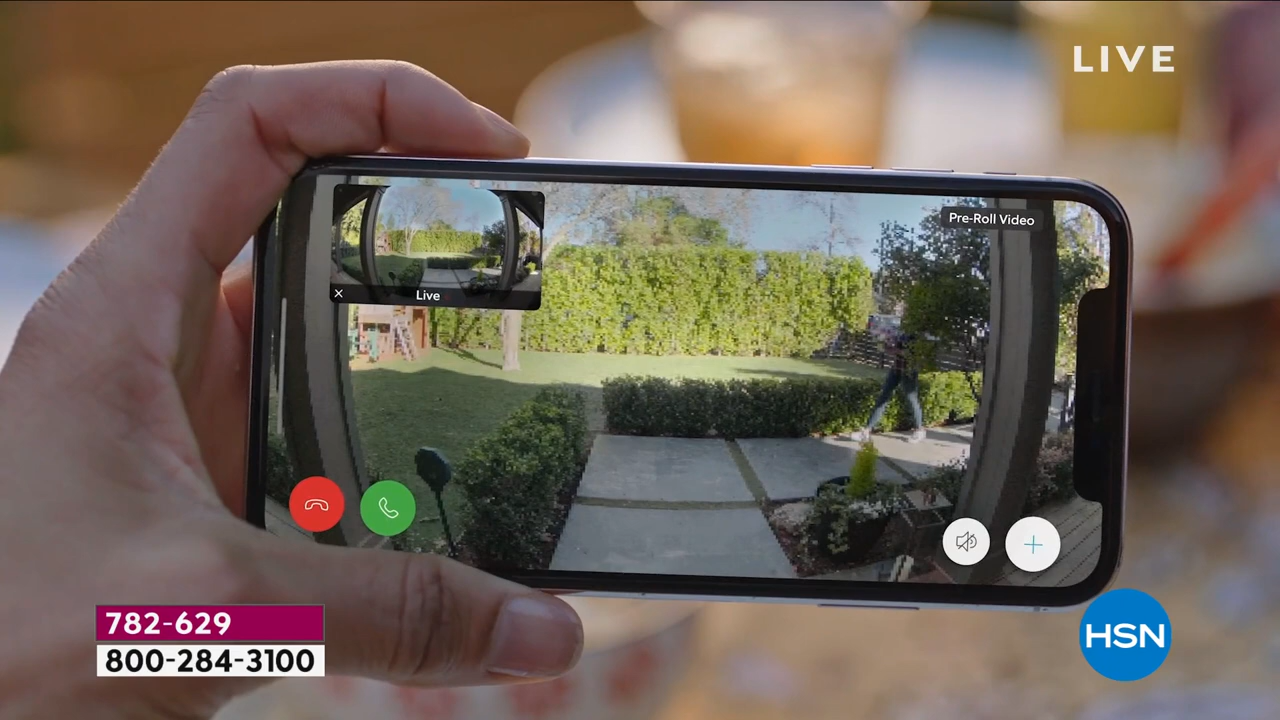 LIVE
Pre-Roll Video
× Live
782-629
800-284-3100
HSN